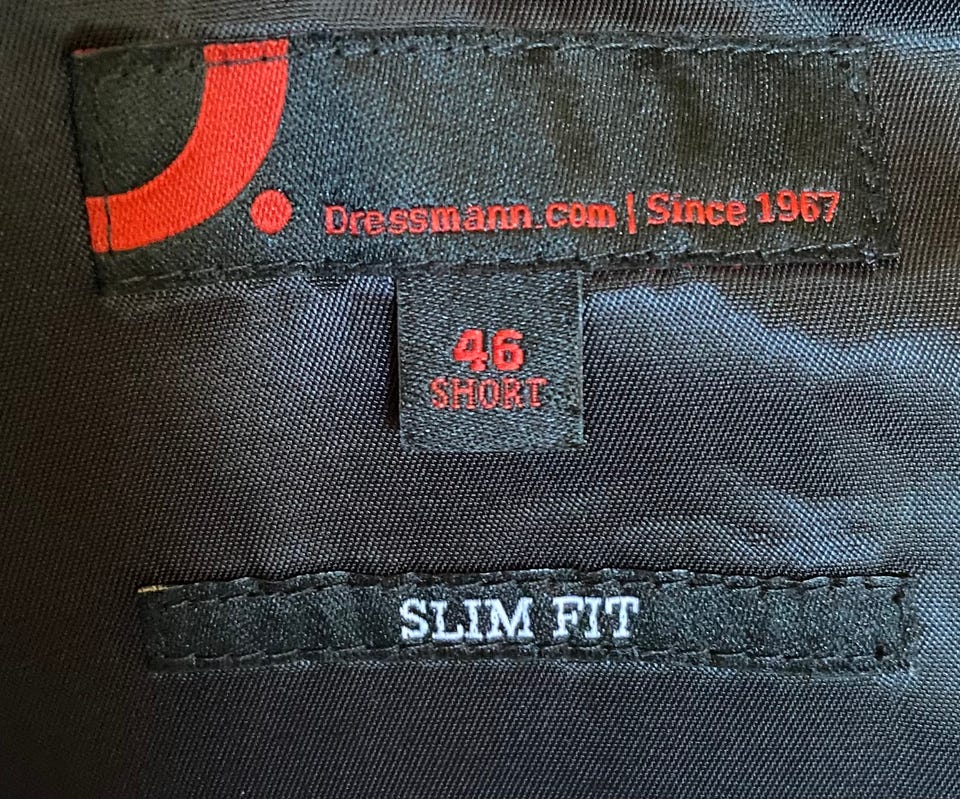 Dressmann.com | Since 1967
46
SHORT
SLIM FIT